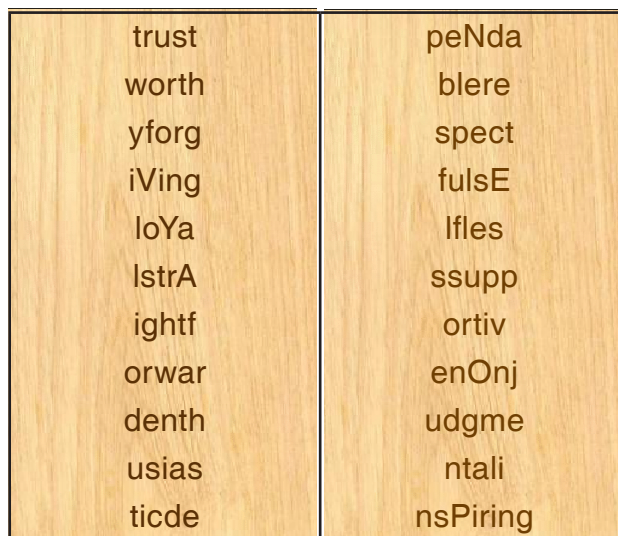 trust
worth
yforg
iVing
loYa
lstrA
ightf
orwar
denth
usias
ticde
peNda
blere
spect
fulsE
lfles
ssupp
ortiv
enOnj
udgme
ntali
nsPiring